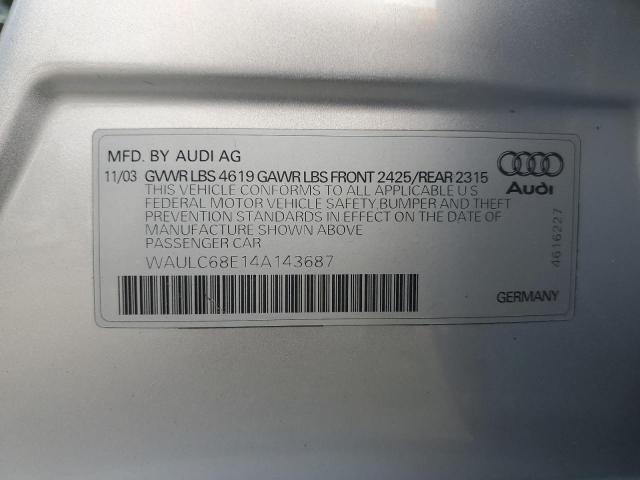 MFD. BY AUDI AG
11/03 GVWR LBS 4619 GAWR LBS FRONT 2425/REAR 2315
THIS VEHICLE CONFORMS TO ALL APPLICABLE U S
FEDERAL MOTOR VEHICLE SAFETY,BUMPER AND THEFT
PREVENTION STANDARDS IN EFFECT ON THE DATE OF
MANUFACTURE SHOWN ABOVE
PASSENGER CAR
WAULC68E14A143687
Audi
4616227
GERMANY